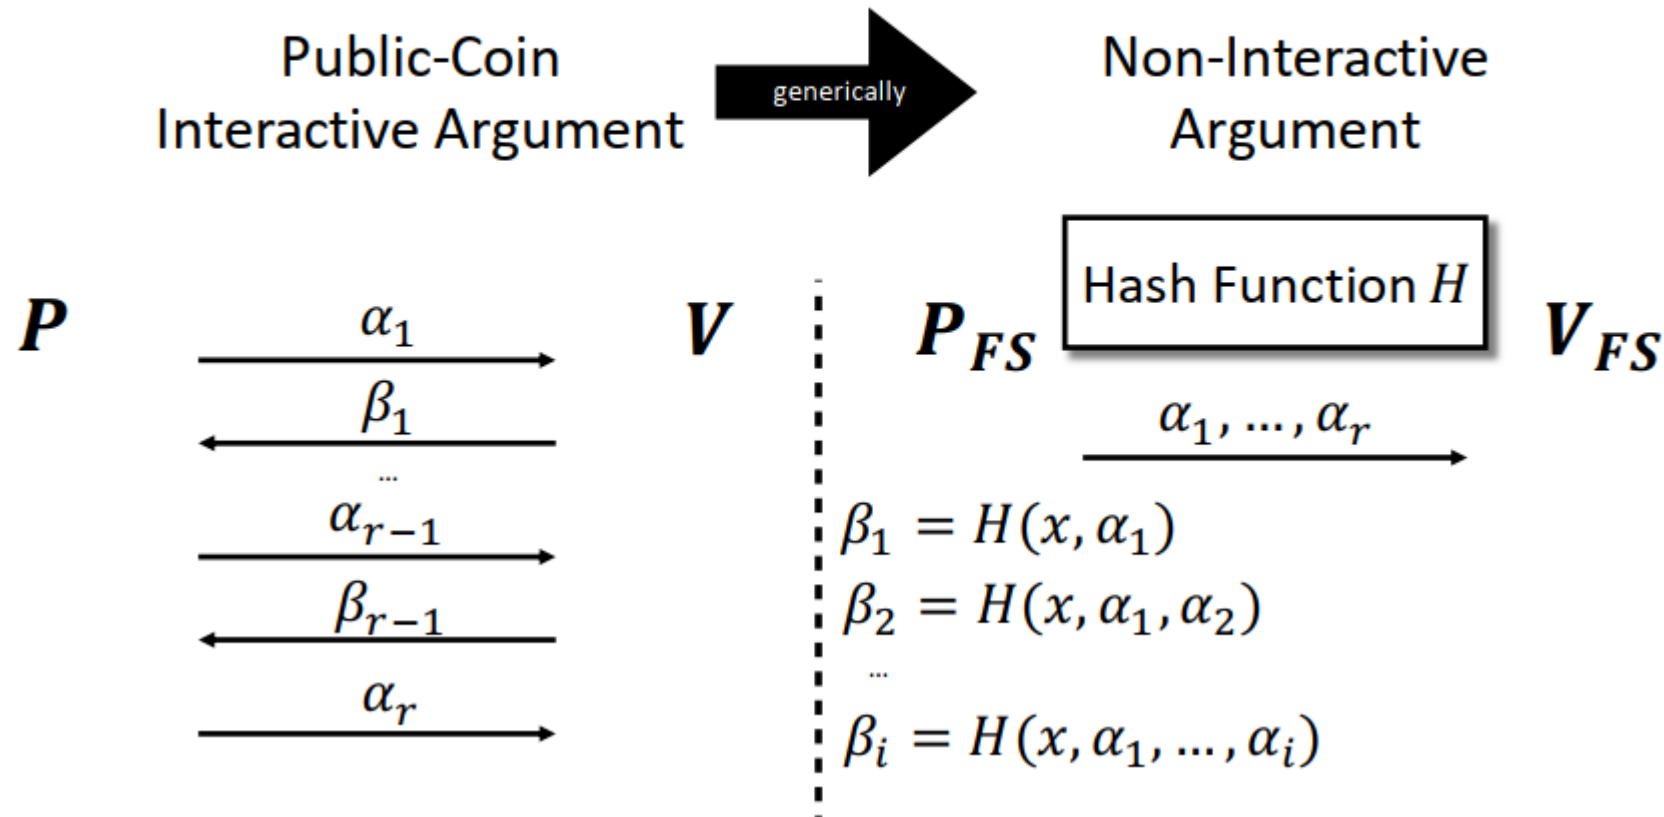 Public-Coin
Interactive Argument
generically
Non-Interactive
Argument
P
α₁
V
β₁
...
αᵣ₋₁
βᵣ₋₁
αᵣ
P_FS
Hash Function H
V_FS
α₁, ..., αᵣ
β₁ = H(x, α₁)
β₂ = H(x, α₁, α₂)
...
βᵢ = H(x, α₁, ..., αᵢ)